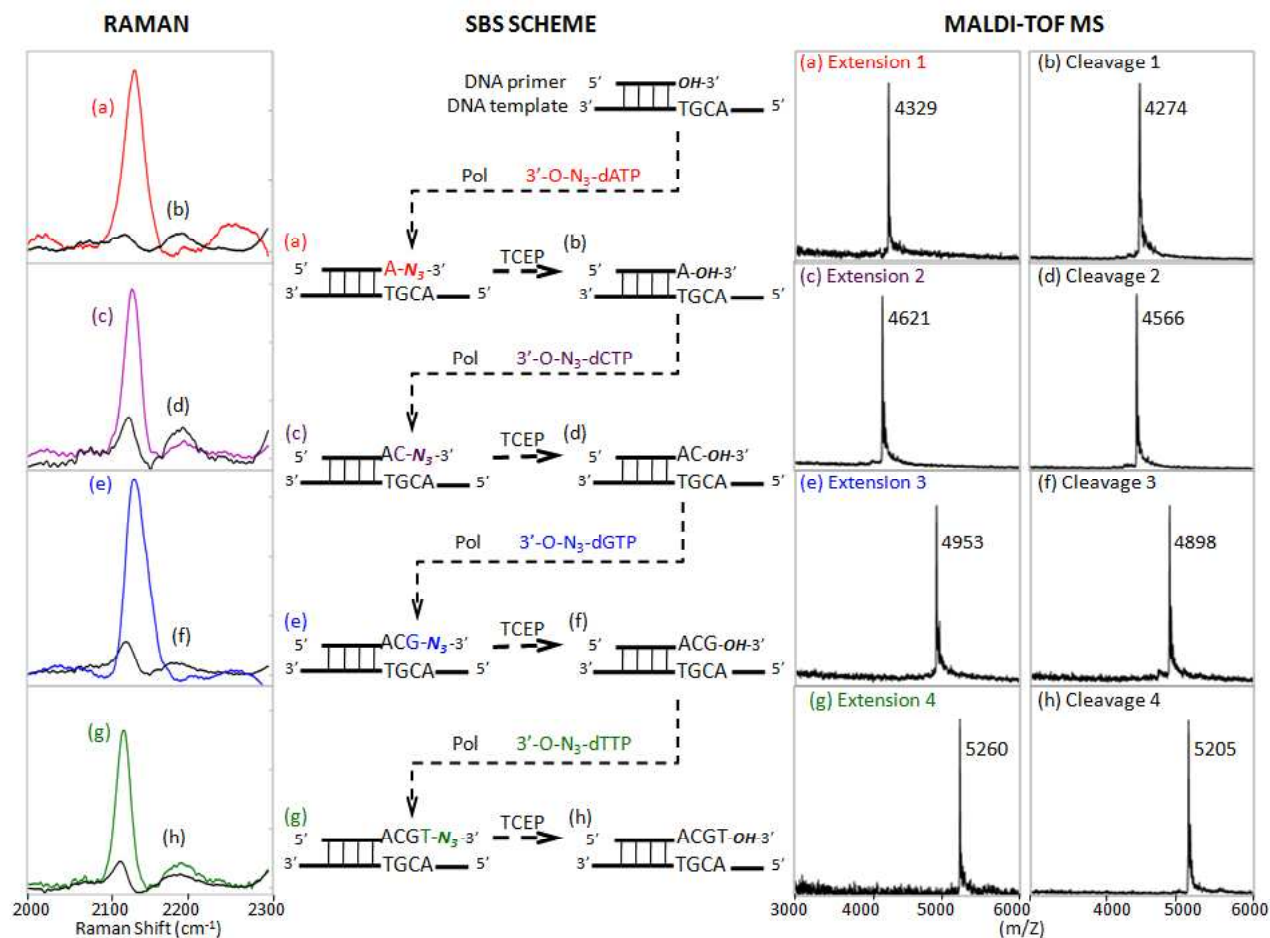 RAMAN
SBS SCHEME
MALDI-TOF MS
(a)
(b)
(c)
(d)
(e)
(f)
(g)
(h)
2000 2100 2200 2300
Raman Shift (cm-1)
DNA primer 5’ OH-3’
DNA template 3’ TGCA 5’
Pol 3’-O-N3-dATP
(a) (b)
5’ A-N3-3’ TCEP 5’ A-OH-3’
3’ TGCA 5’ 3’ TGCA 5’
Pol 3’-O-N3-dCTP
(c) (d)
5’ AC-N3-3’ TCEP 5’ AC-OH-3’
3’ TGCA 5’ 3’ TGCA 5’
Pol 3’-O-N3-dGTP
(e) (f)
5’ ACG-N3-3’ TCEP 5’ ACG-OH-3’
3’ TGCA 5’ 3’ TGCA 5’
Pol 3’-O-N3-dTTP
(g) (h)
5’ ACGT-N3-3’ TCEP 5’ ACGT-OH-3’
3’ TGCA 5’ 3’ TGCA 5’
(a) Extension 1 (b) Cleavage 1
4329 4274
(c) Extension 2 (d) Cleavage 2
4621 4566
(e) Extension 3 (f) Cleavage 3
4953 4898
(g) Extension 4 (h) Cleavage 4
5260 5205
3000 4000 5000 6000 4000 5000 6000
(m/Z)